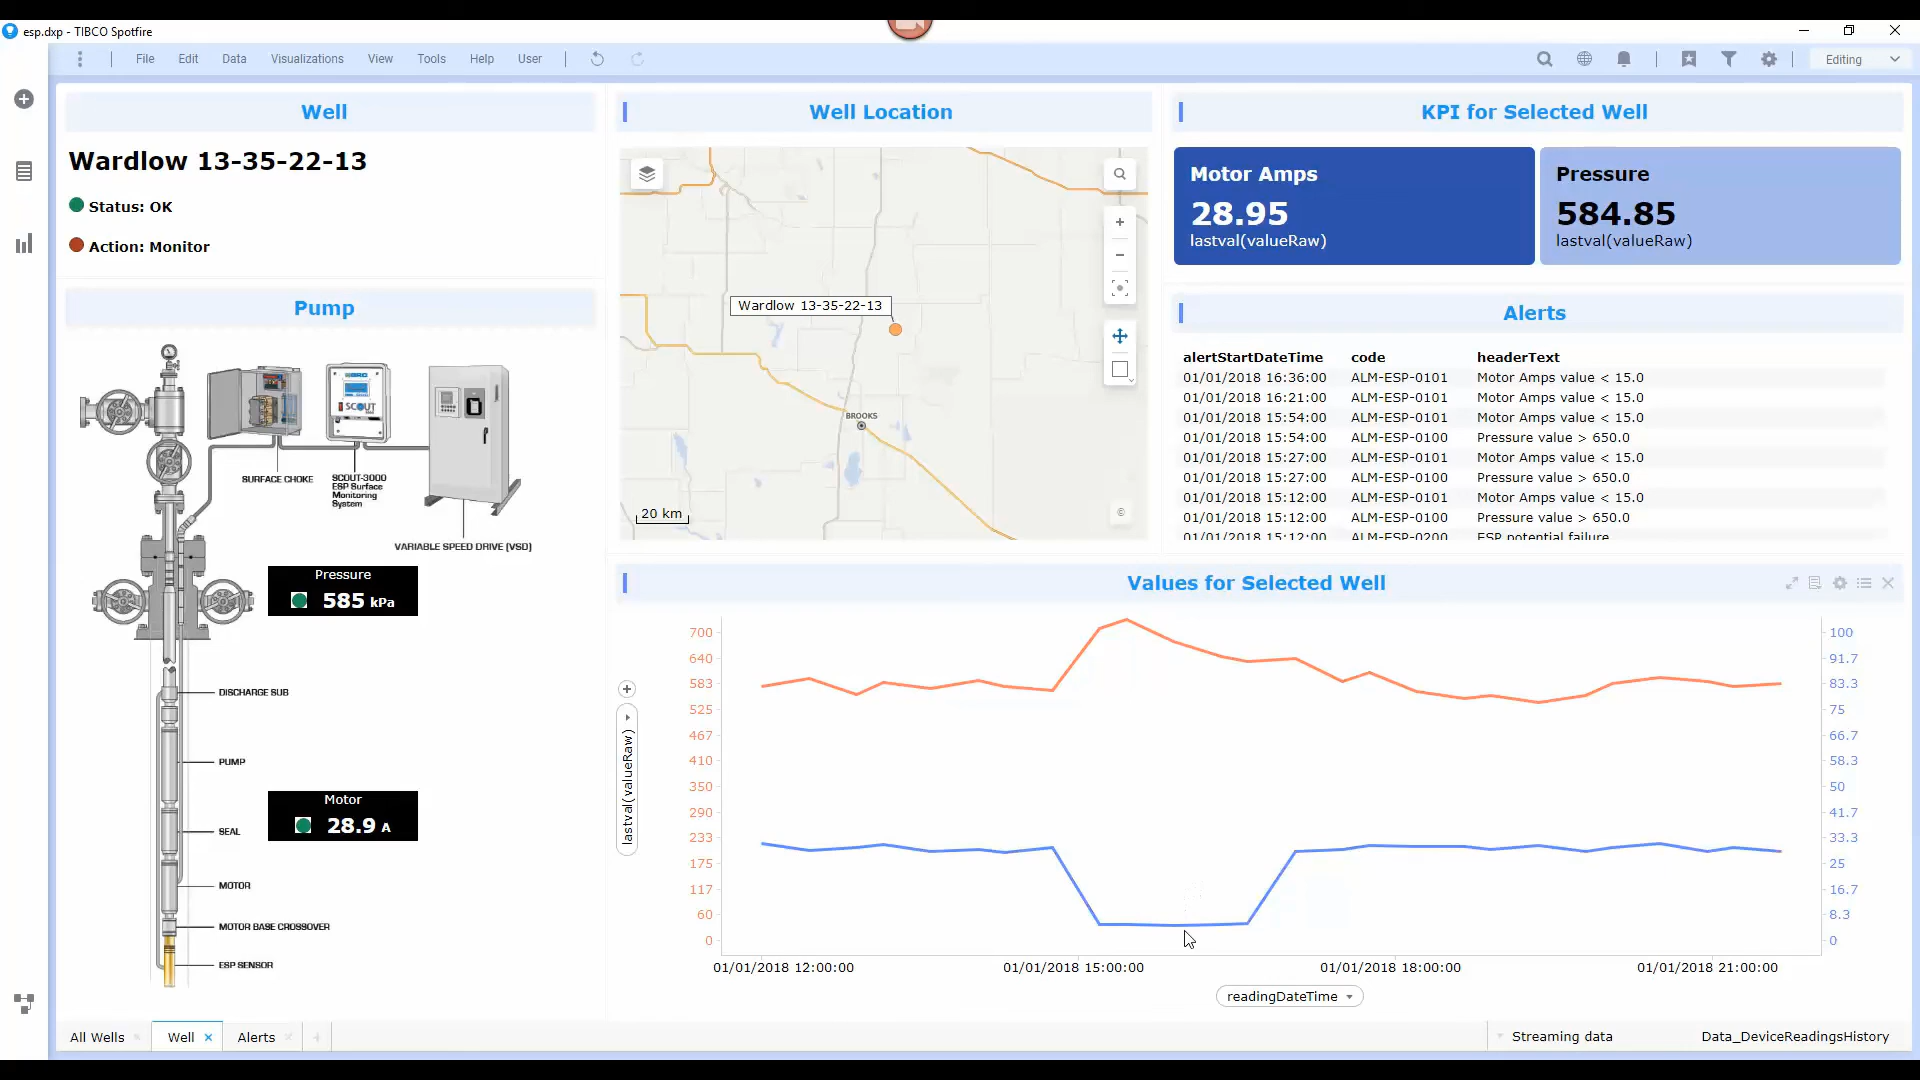 esp.dxp - TIBCO Spotfire
File Edit Data Visualizations View Tools Help User
Editing
Well
Wardlow 13-35-22-13
Status: OK
Action: Monitor
Pump
SCOUT
SURFACE CHOKE
SCOUT-3000
ESP Surface
Monitoring
System
VARIABLE SPEED DRIVE (VSD)
Pressure
585 kPa
DISCHARGE SUB
PUMP
Motor
28.9 A
SEAL
MOTOR
MOTOR BASE CROSSOVER
ESP SENSOR
Well Location
Wardlow 13-35-22-13
BROOKS
20 km
©
KPI for Selected Well
Motor Amps
28.95
lastval(valueRaw)
Pressure
584.85
lastval(valueRaw)
Alerts
alertStartDateTime code headerText
01/01/2018 16:36:00 ALM-ESP-0101 Motor Amps value < 15.0
01/01/2018 16:21:00 ALM-ESP-0101 Motor Amps value < 15.0
01/01/2018 15:54:00 ALM-ESP-0101 Motor Amps value < 15.0
01/01/2018 15:54:00 ALM-ESP-0100 Pressure value > 650.0
01/01/2018 15:27:00 ALM-ESP-0101 Motor Amps value < 15.0
01/01/2018 15:27:00 ALM-ESP-0100 Pressure value > 650.0
01/01/2018 15:12:00 ALM-ESP-0101 Motor Amps value < 15.0
01/01/2018 15:12:00 ALM-ESP-0100 Pressure value > 650.0
01/01/2018 15:12:00 ALM-ESP-0200 ESP potential failure
Values for Selected Well
lastval(valueRaw)
700
640
583
525
467
410
350
290
233
175
117
60
0
100
91.7
83.3
75
66.7
58.3
50
41.7
33.3
25
16.7
8.3
0
01/01/2018 12:00:00 01/01/2018 15:00:00 01/01/2018 18:00:00 01/01/2018 21:00:00
readingDateTime
All Wells Well Alerts
Streaming data Data_DeviceReadingsHistory